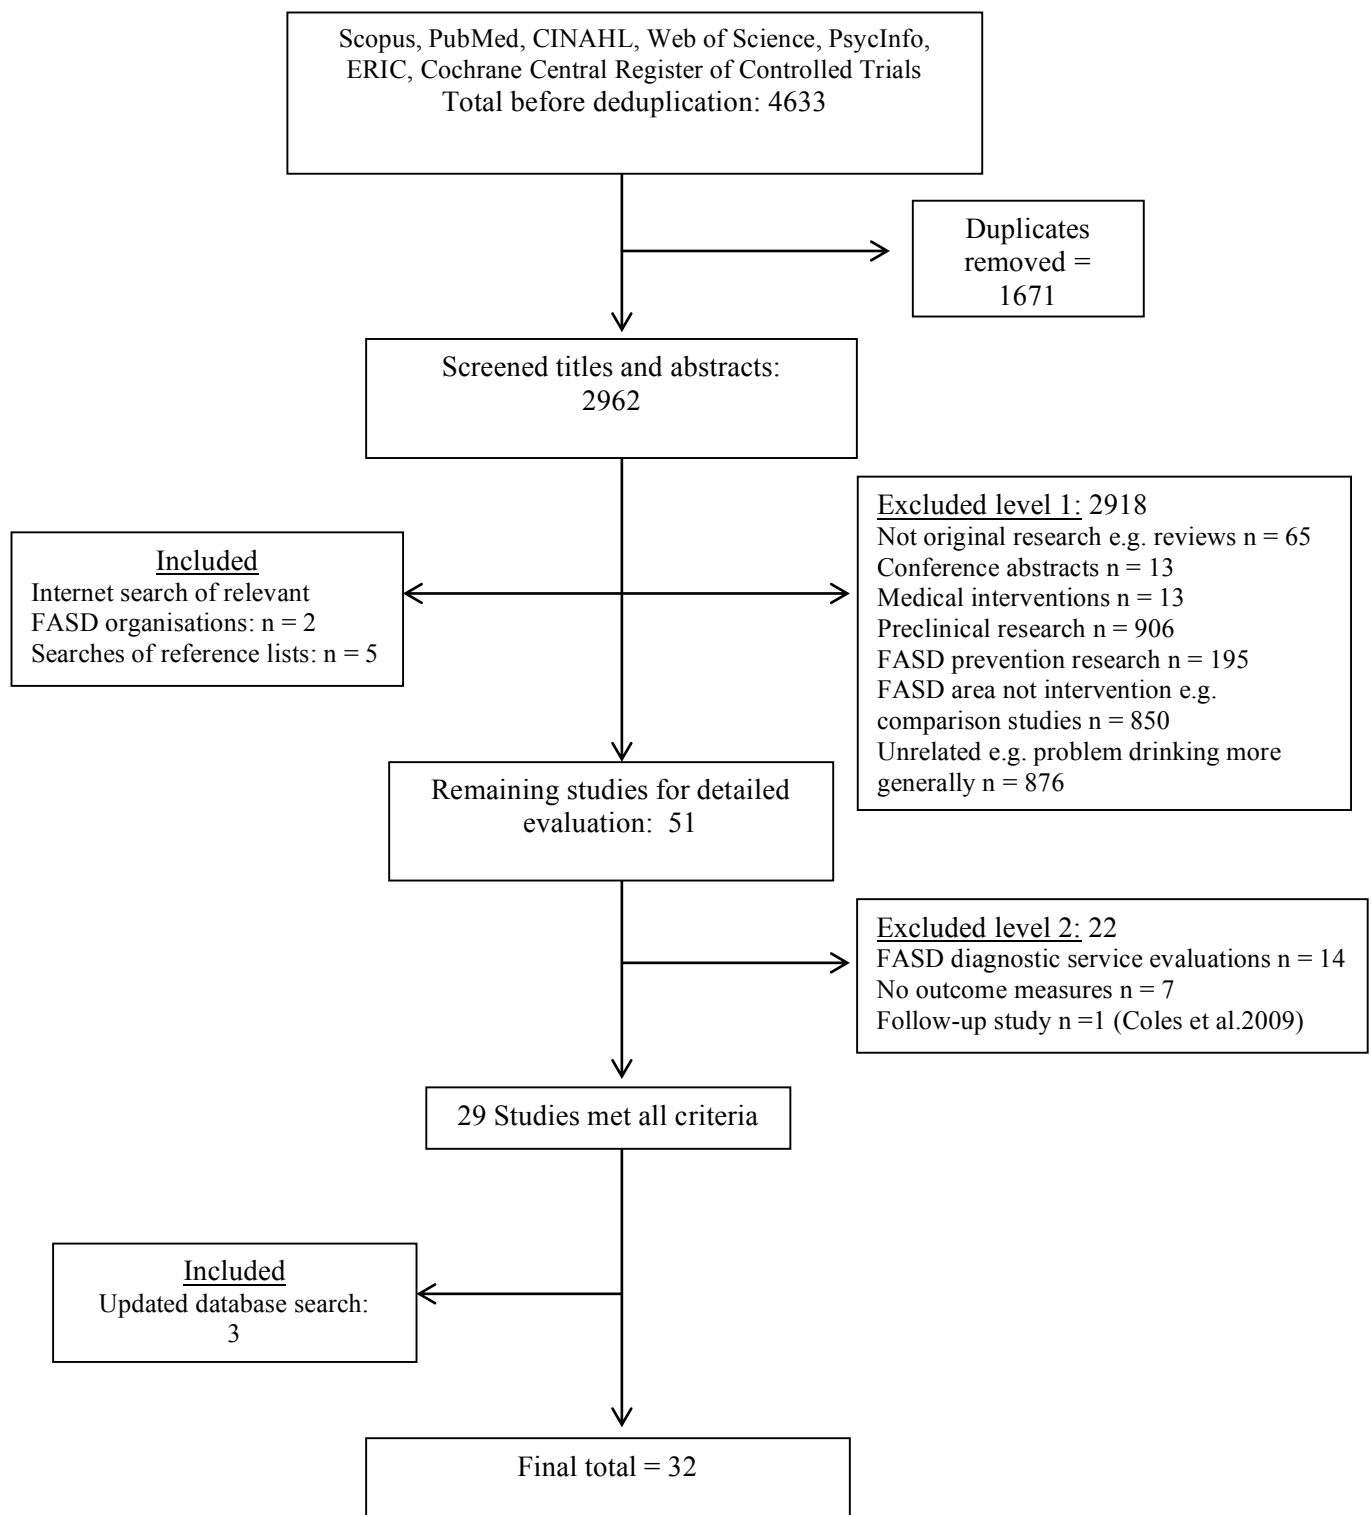 Scopus, PubMed, CINAHL, Web of Science, PsycInfo,
ERIC, Cochrane Central Register of Controlled Trials
Total before deduplication: 4633
Duplicates
removed =
1671
Screened titles and abstracts:
2962
Excluded level 1: 2918
Not original research e.g. reviews n = 65
Conference abstracts n = 13
Medical interventions n = 13
Preclinical research n = 906
FASD prevention research n = 195
FASD area not intervention e.g.
comparison studies n = 850
Unrelated e.g. problem drinking more
generally n = 876
Included
Internet search of relevant
FASD organisations: n = 2
Searches of reference lists: n = 5
Remaining studies for detailed
evaluation: 51
Excluded level 2: 22
FASD diagnostic service evaluations n = 14
No outcome measures n = 7
Follow-up study n =1 (Coles et al.2009)
29 Studies met all criteria
Included
Updated database search:
3
Final total = 32